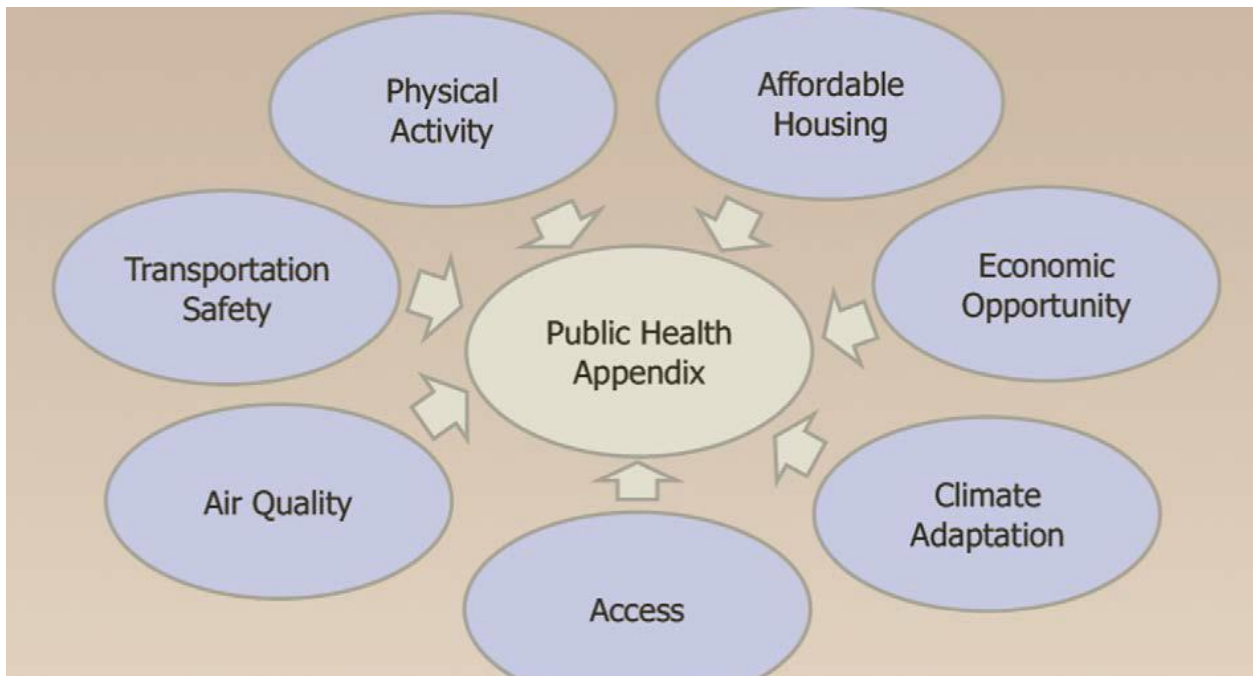 Physical
Activity
Affordable
Housing
Transportation
Safety
Economic
Opportunity
Public Health
Appendix
Air Quality
Climate
Adaptation
Access